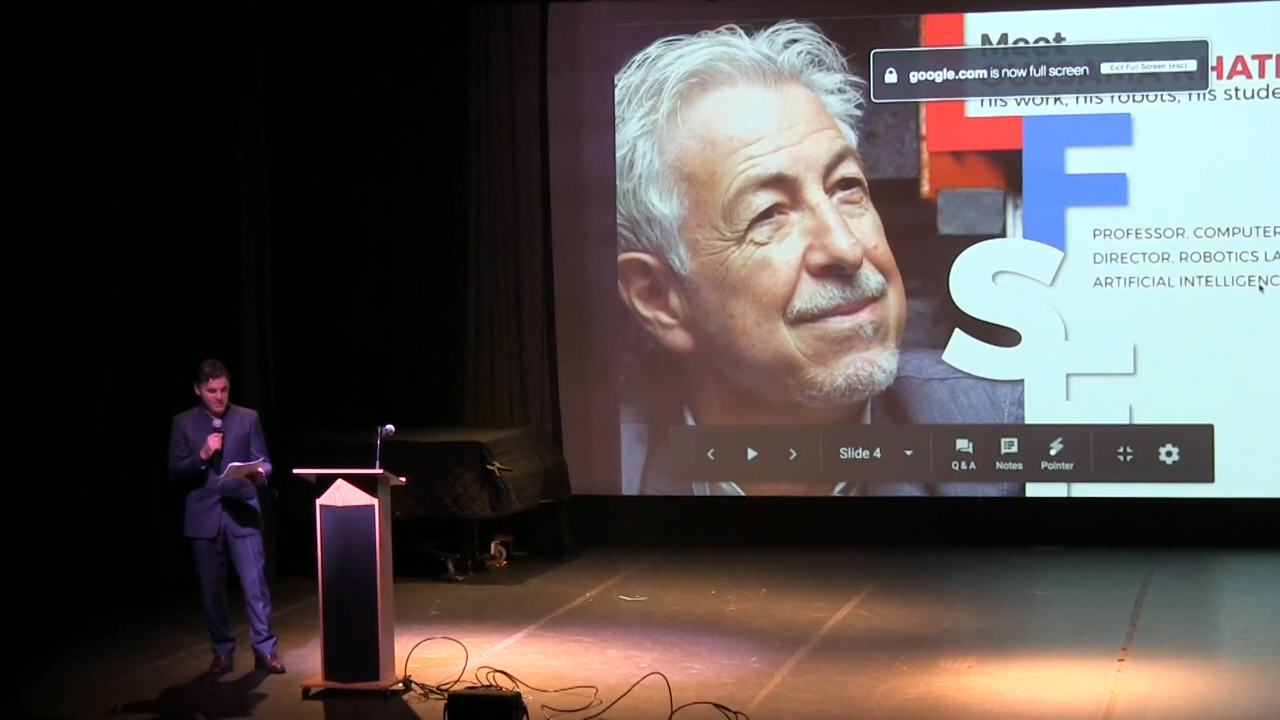 Meet
HATI
his work, his robots, his stude
google.com is now full screen
Exit Full Screen (esc)
F
S
L
PROFESSOR, COMPUTER
DIRECTOR, ROBOTICS LA
ARTIFICIAL INTELLIGENC
Slide 4
Q & A
Notes
Pointer